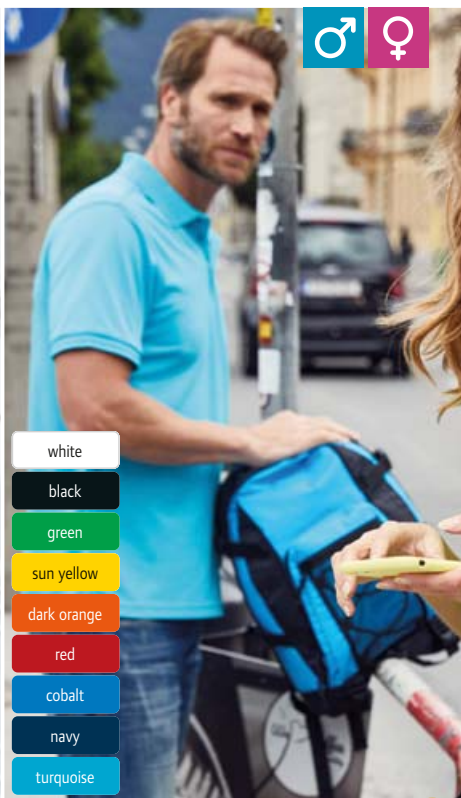 white
black
green
sun yellow
dark orange
red
cobalt
navy
turquoise